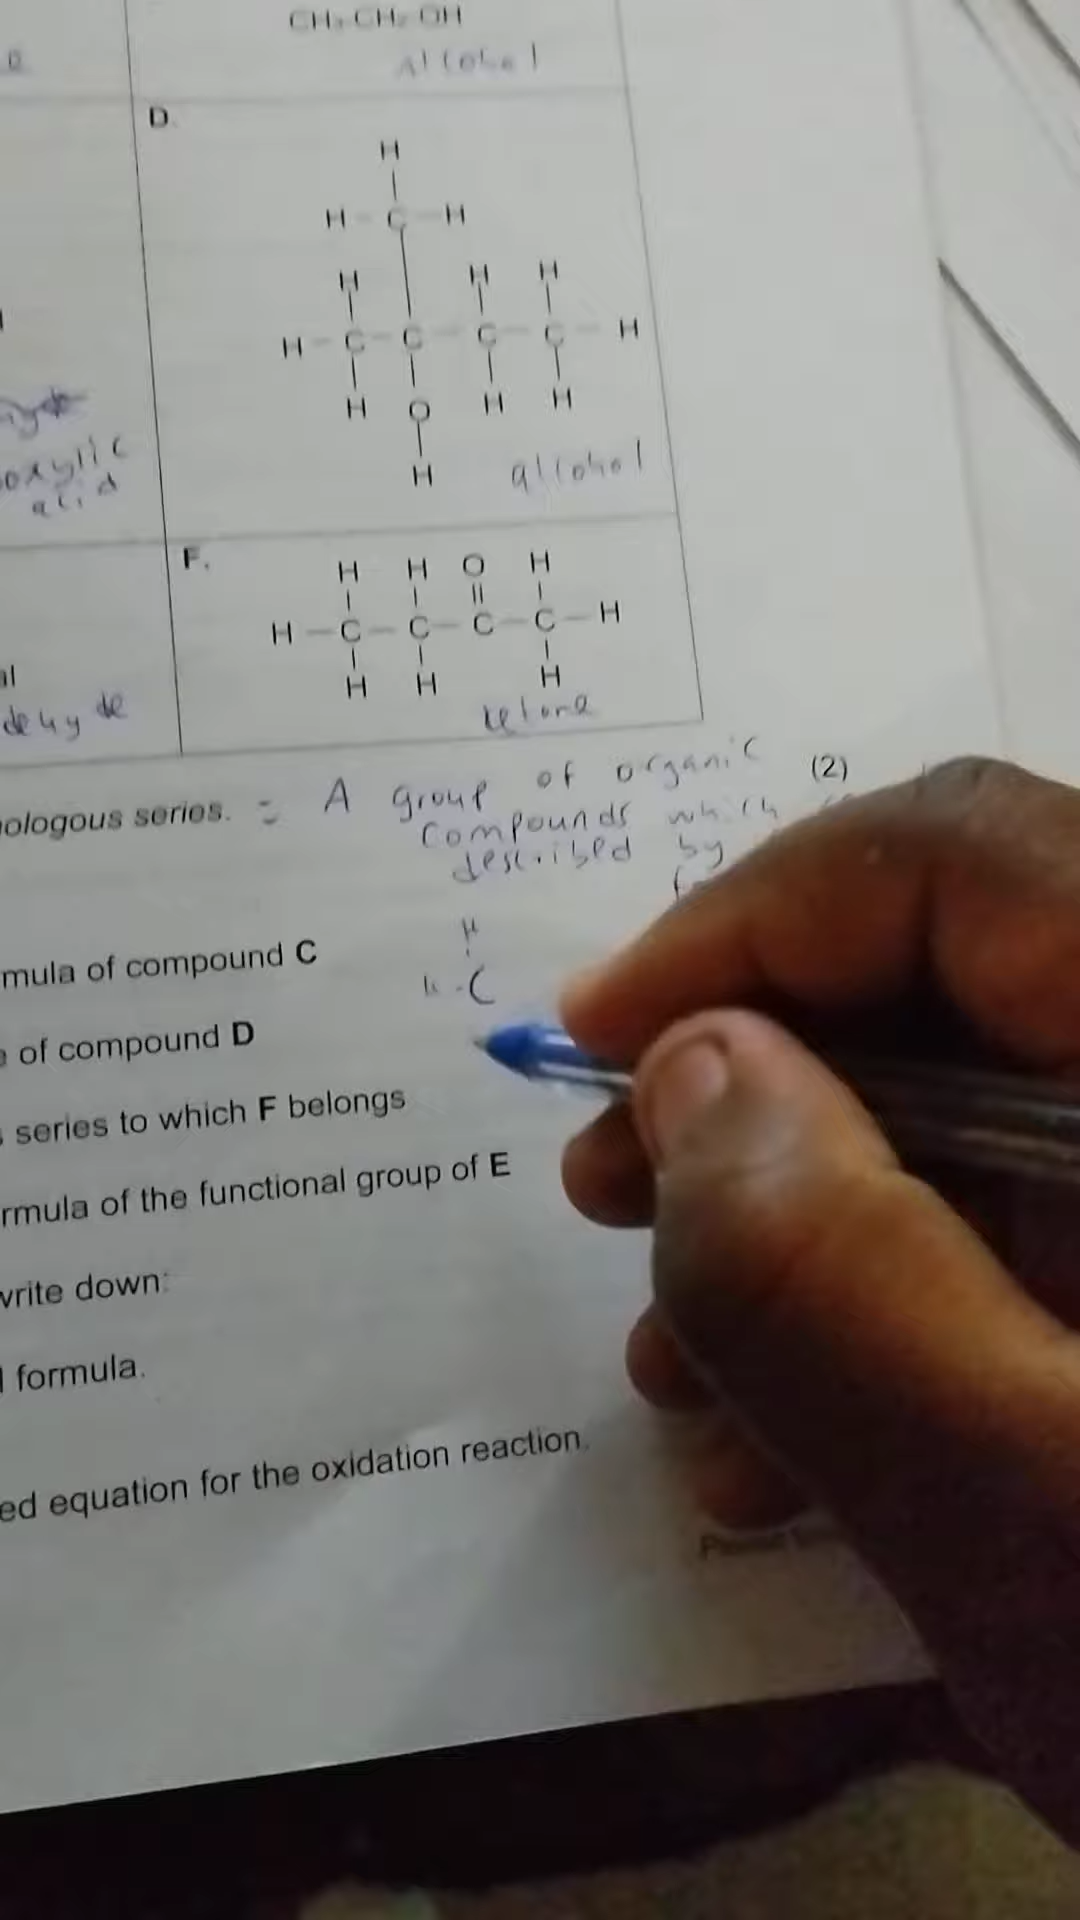 CH₃CH₂OH
alcohol
D.
H
H - C - H
H H H
H - C - C - C - C - H
H O H H
H
alcohol
oxylic
acid
F.
H H O H
H - C - C - C - C - H
H H H
ketone
al
dehyde
ologous series. = A group of organic (2)
compounds which
described by
mula of compound C
H
H - C
of compound D
series to which F belongs
rmula of the functional group of E
write down:
formula.
ed equation for the oxidation reaction.